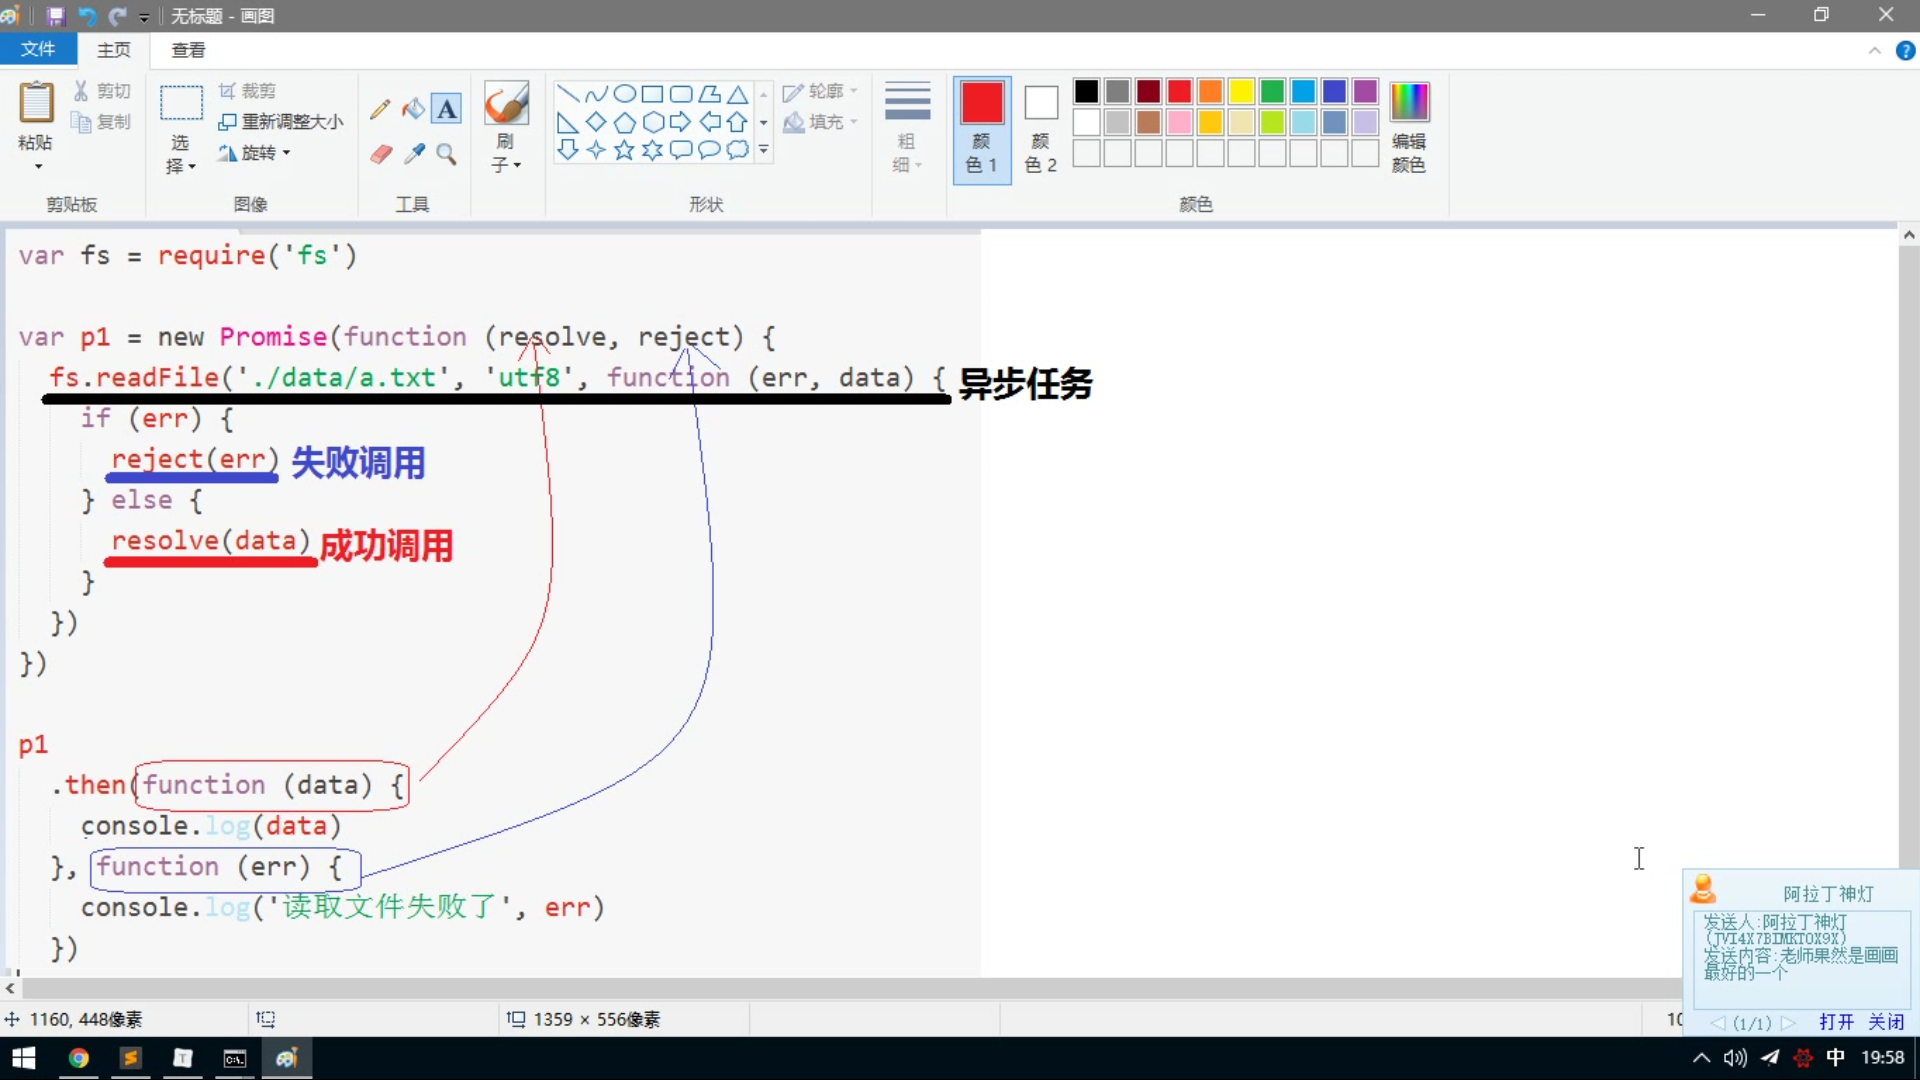 无标题 - 画图
文件 主页 查看
粘贴
剪切
复制
剪贴板
选择
裁剪
重新调整大小
旋转
图像
A
工具
刷子
形状
轮廓
填充
粗细
颜色 1
颜色 2
编辑颜色
颜色
var fs = require('fs')
var p1 = new Promise(function (resolve, reject) {
fs.readFile('./data/a.txt', 'utf8', function (err, data) { 异步任务
if (err) {
reject(err) 失败调用
} else {
resolve(data) 成功调用
}
})
})
p1
.then(function (data) {
console.log(data)
}, function (err) {
console.log('读取文件失败了', err)
})
阿拉丁神灯
发送人:阿拉丁神灯
(JVI4X7BIMKTOX9X)
发送内容:老师果然是画画
最好的一个
(1/1) 打开 关闭
1160, 448像素
1359 × 556像素
10
中 19:58